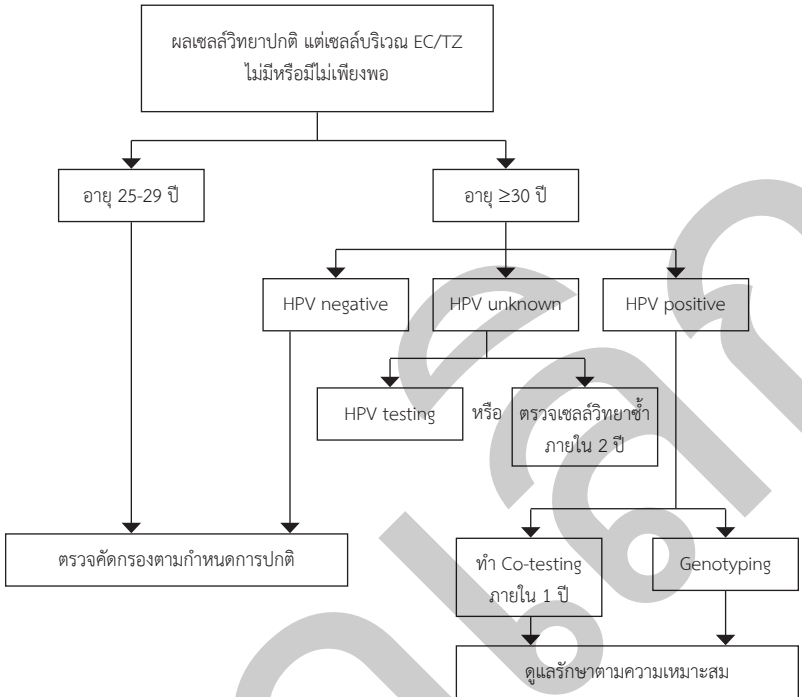 ผลเซลล์วิทยาปกติ แต่เซลล์บริเวณ EC/TZ
ไม่มีหรือมีไม่เพียงพอ
อายุ 25-29 ปี
อายุ ≥30 ปี
HPV negative
HPV unknown
HPV positive
HPV testing
หรือ
ตรวจเซลล์วิทยาซ้ำ
ภายใน 2 ปี
ตรวจคัดกรองตามกำหนดการปกติ
ทำ Co-testing
ภายใน 1 ปี
Genotyping
ดูแลรักษาตามความเหมาะสม